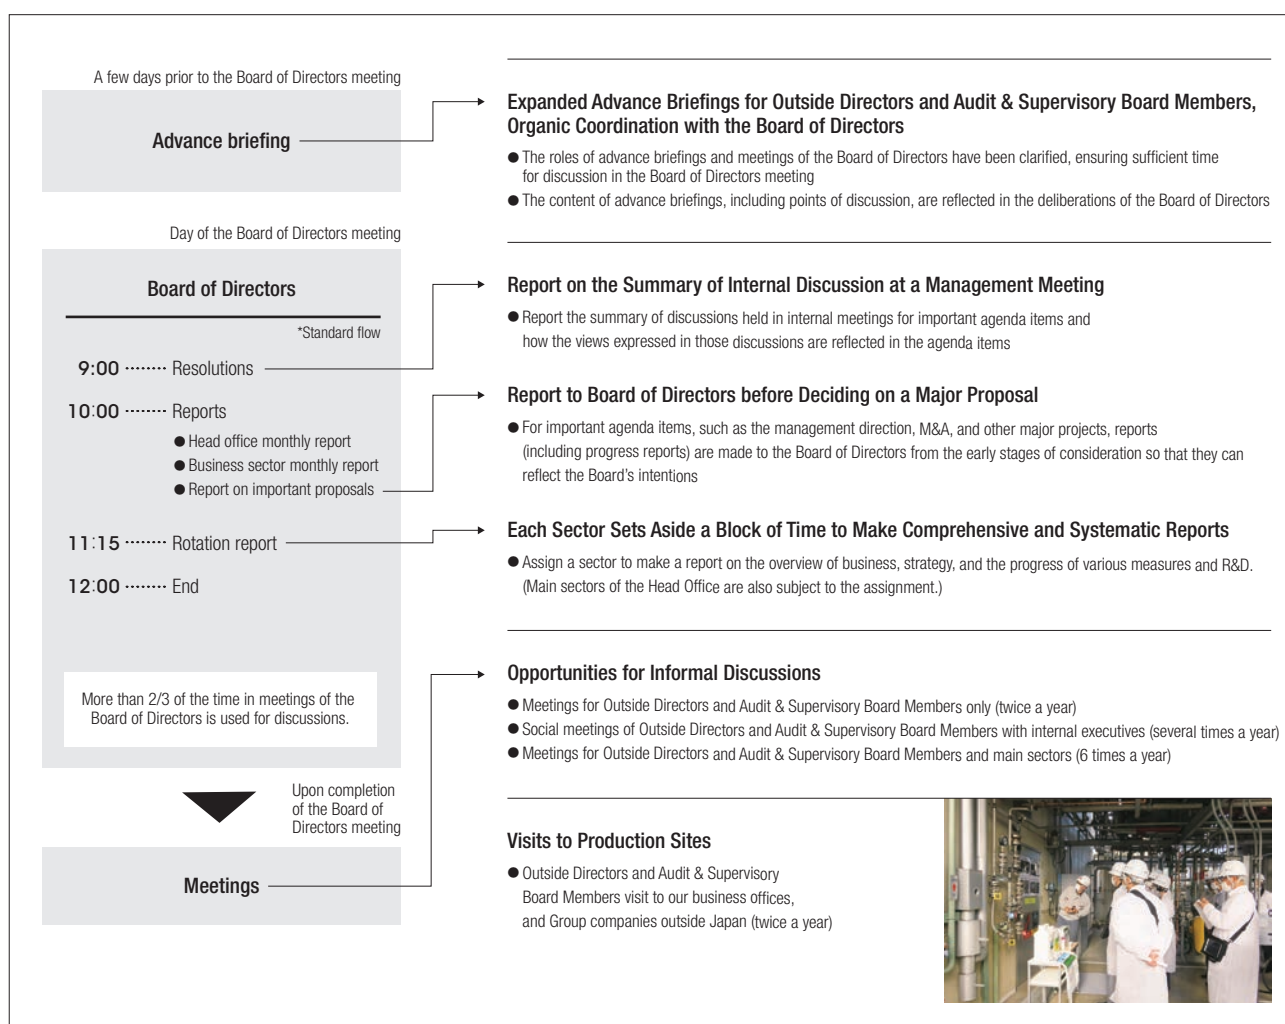 A few days prior to the Board of Directors meeting
Advance briefing
Expanded Advance Briefings for Outside Directors and Audit & Supervisory Board Members,
Organic Coordination with the Board of Directors
● The roles of advance briefings and meetings of the Board of Directors have been clarified, ensuring sufficient time
for discussion in the Board of Directors meeting
● The content of advance briefings, including points of discussion, are reflected in the deliberations of the Board of Directors
Day of the Board of Directors meeting
Board of Directors
*Standard flow
9:00 ········ Resolutions
10:00 ········ Reports
● Head office monthly report
● Business sector monthly report
● Report on important proposals
11:15 ········ Rotation report
12:00 ········ End
More than 2/3 of the time in meetings of the
Board of Directors is used for discussions.
Report on the Summary of Internal Discussion at a Management Meeting
● Report the summary of discussions held in internal meetings for important agenda items and
how the views expressed in those discussions are reflected in the agenda items
Report to Board of Directors before Deciding on a Major Proposal
● For important agenda items, such as the management direction, M&A, and other major projects, reports
(including progress reports) are made to the Board of Directors from the early stages of consideration so that they can
reflect the Board's intentions
Each Sector Sets Aside a Block of Time to Make Comprehensive and Systematic Reports
● Assign a sector to make a report on the overview of business, strategy, and the progress of various measures and R&D.
(Main sectors of the Head Office are also subject to the assignment.)
Upon completion
of the Board of
Directors meeting
Meetings
Opportunities for Informal Discussions
● Meetings for Outside Directors and Audit & Supervisory Board Members only (twice a year)
● Social meetings of Outside Directors and Audit & Supervisory Board Members with internal executives (several times a year)
● Meetings for Outside Directors and Audit & Supervisory Board Members and main sectors (6 times a year)
Visits to Production Sites
● Outside Directors and Audit & Supervisory
Board Members visit to our business offices,
and Group companies outside Japan (twice a year)